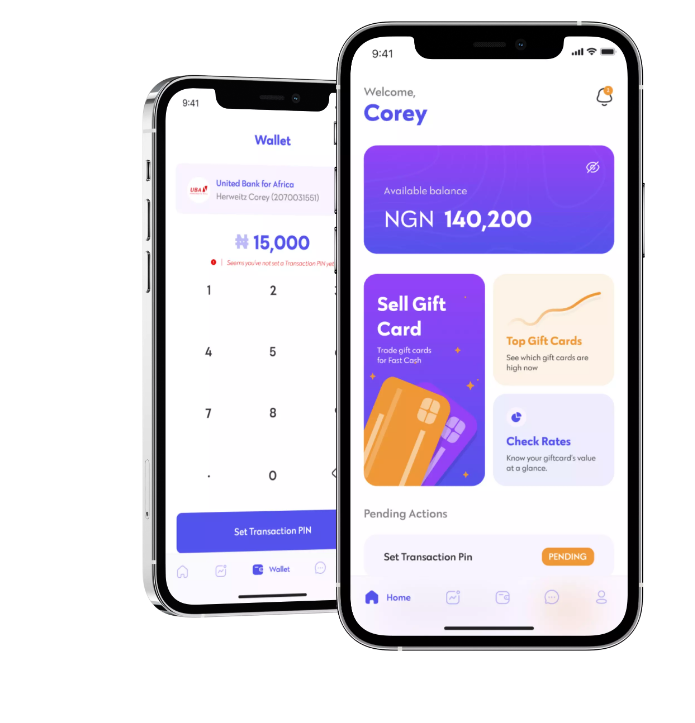 9:41
Wallet
UBA
United Bank for Africa
Herweitz Corey (2070031551)
₦ 15,000
! | Seems you've not set a Transaction PIN yet
1 2
4 5
7 8
. 0
Set Transaction PIN
Wallet
9:41
Welcome,
Corey
1
Available balance
NGN 140,200
Sell Gift
Card
Trade gift cards
for Fast Cash
Top Gift Cards
See which gift cards are
high now
Check Rates
Know your giftcard's value
at a glance.
Pending Actions
Set Transaction Pin PENDING
Home